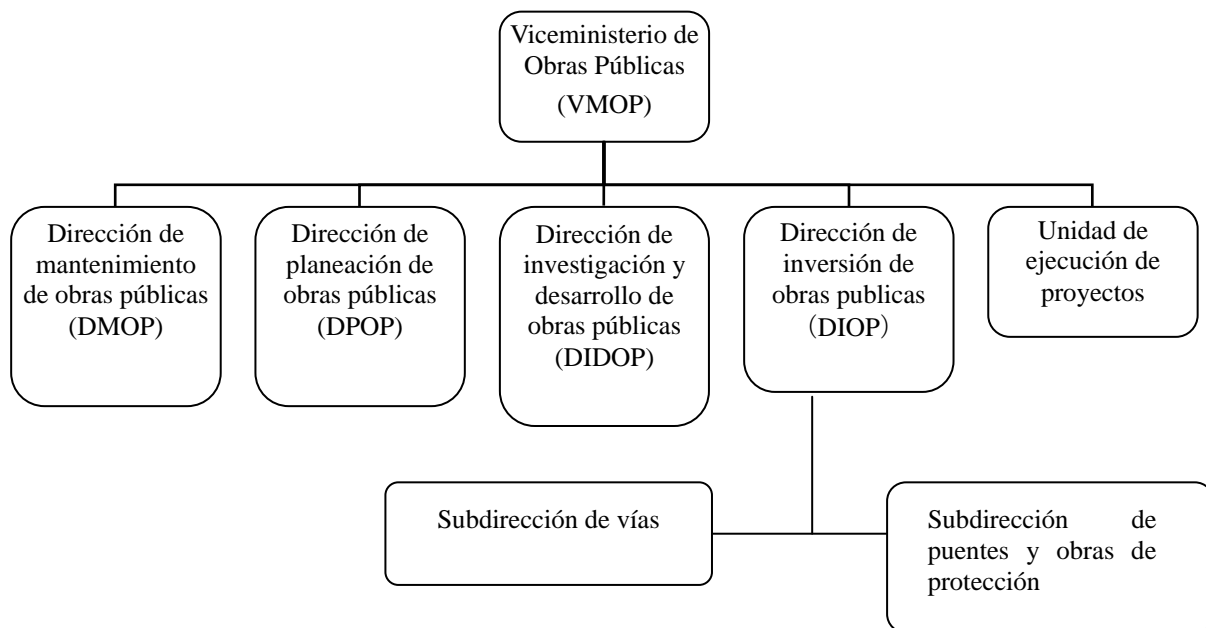 Viceministerio de
Obras Públicas
(VMOP)
Dirección de
mantenimiento
de obras públicas
(DMOP)
Dirección de
planeación de
obras públicas
(DPOP)
Dirección de
investigación y
desarrollo de
obras públicas
(DIDOP)
Dirección de
inversión de
obras publicas
（DIOP）
Unidad de
ejecución de
proyectos
Subdirección de vías
Subdirección de
puentes y obras de
protección